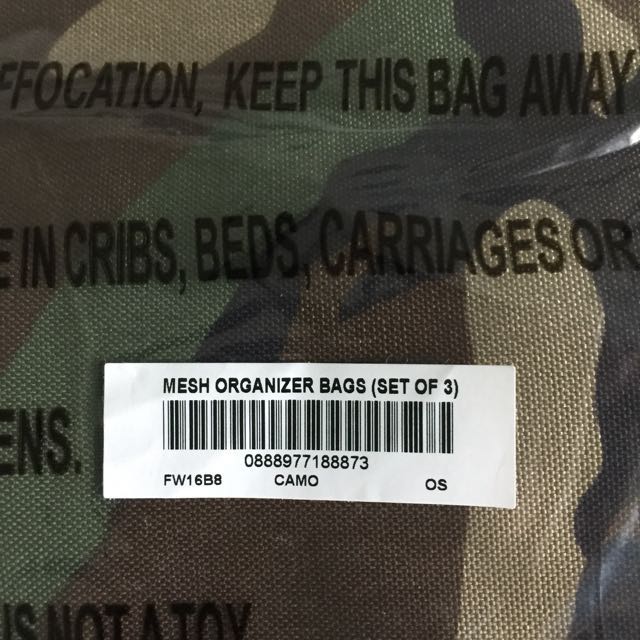 FFOCATION, KEEP THIS BAG AWAY
E IN CRIBS, BEDS, CARRIAGES OR
MESH ORGANIZER BAGS (SET OF 3)
0888977188873
FW16B8 CAMO OS
ENS.
IS NOT A TOY